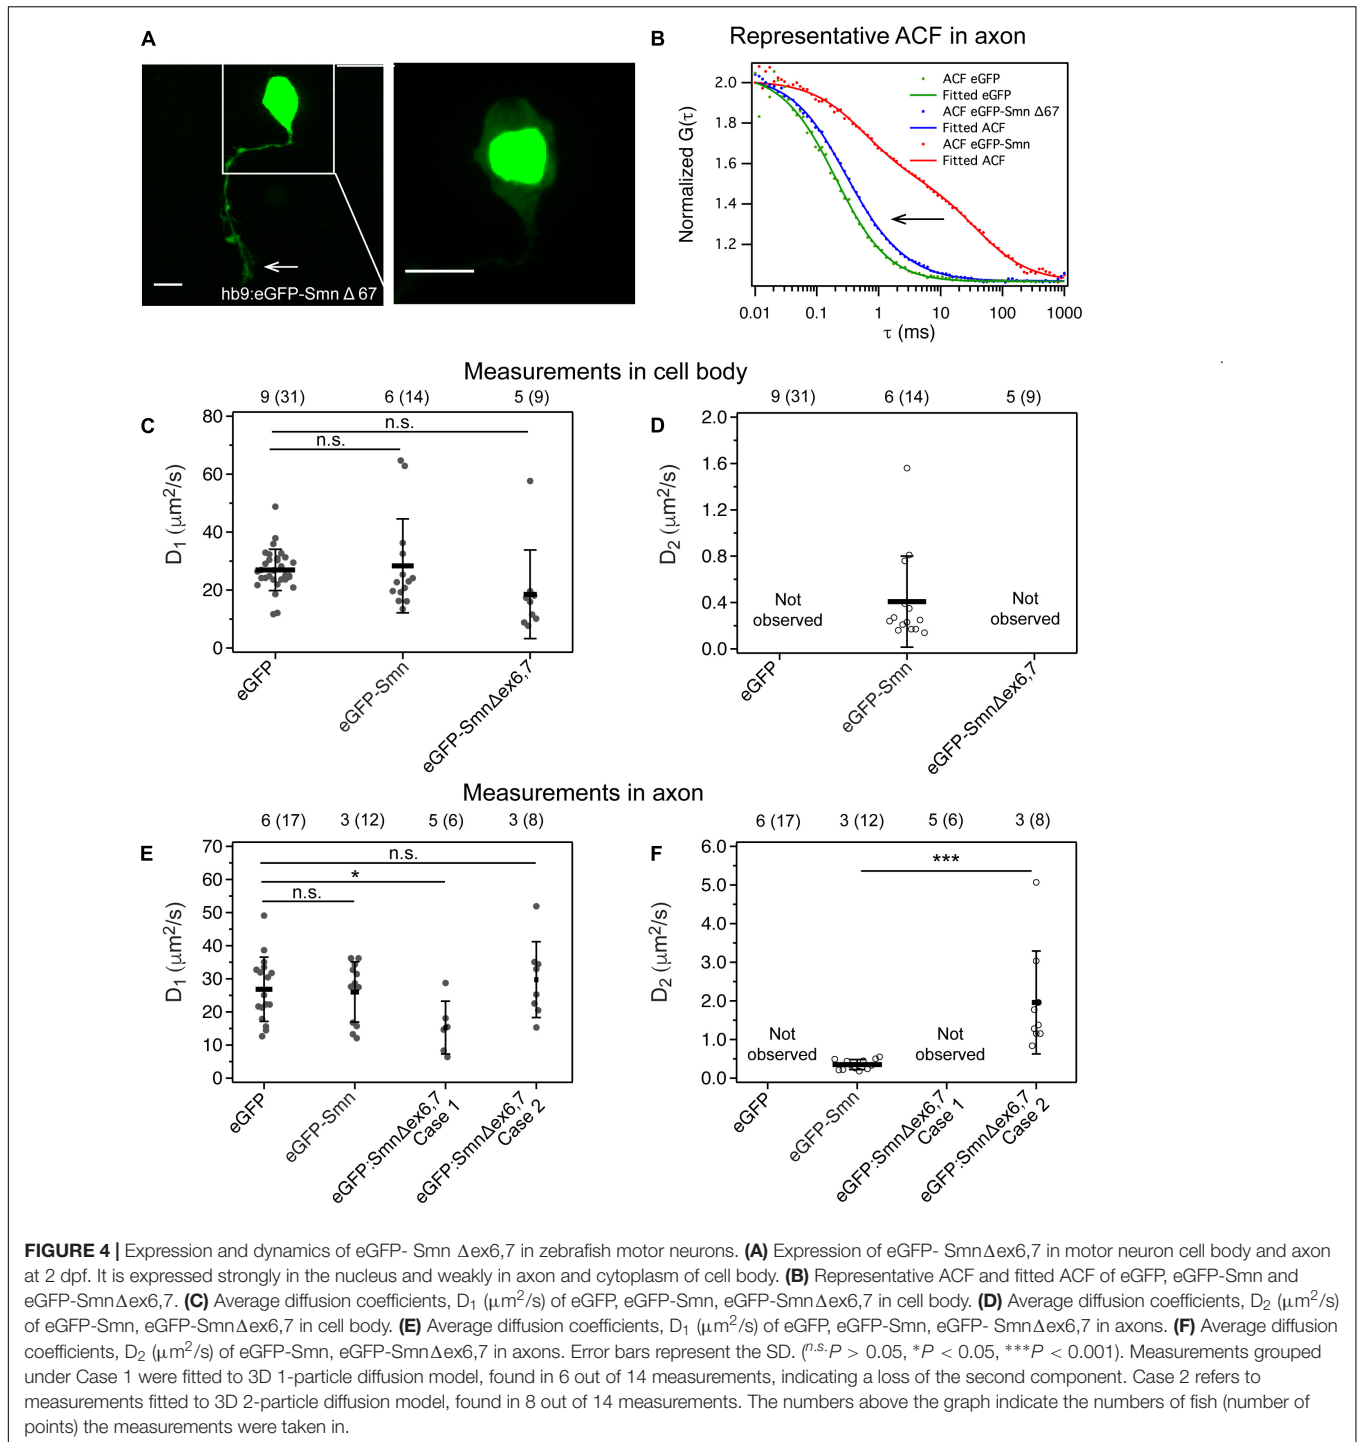 A
hb9:eGFP-Smn Δ 67
B
Representative ACF in axon
Normalized G(τ)
2.0
1.8
1.6
1.4
1.2
ACF eGFP
Fitted eGFP
ACF eGFP-Smn Δ67
Fitted ACF
ACF eGFP-Smn
Fitted ACF
0.01 0.1 1 10 100 1000
τ (ms)
Measurements in cell body
9 (31) 6 (14) 5 (9)
C
D₁ (μm²/s)
80
60
40
20
0
n.s.
n.s.
eGFP
eGFP-Smn
eGFP-SmnΔex6,7
9 (31) 6 (14) 5 (9)
D
D₂ (μm²/s)
2.0
1.6
1.2
0.8
0.4
0.0
Not
observed
Not
observed
eGFP
eGFP-Smn
eGFP-SmnΔex6,7
Measurements in axon
6 (17) 3 (12) 5 (6) 3 (8)
E
D₁ (μm²/s)
70
60
50
40
30
20
10
0
n.s.
*
n.s.
eGFP
eGFP-Smn
eGFP:SmnΔex6,7
Case 1
eGFP:SmnΔex6,7
Case 2
6 (17) 3 (12) 5 (6) 3 (8)
F
D₂ (μm²/s)
6.0
5.0
4.0
3.0
2.0
1.0
0.0
***
Not
observed
Not
observed
eGFP
eGFP-Smn
eGFP:SmnΔex6,7
Case 1
eGFP:SmnΔex6,7
Case 2
FIGURE 4 | Expression and dynamics of eGFP- Smn Δex6,7 in zebrafish motor neurons. (A) Expression of eGFP- SmnΔex6,7 in motor neuron cell body and axon
at 2 dpf. It is expressed strongly in the nucleus and weakly in axon and cytoplasm of cell body. (B) Representative ACF and fitted ACF of eGFP, eGFP-Smn and
eGFP-SmnΔex6,7. (C) Average diffusion coefficients, D₁ (μm²/s) of eGFP, eGFP-Smn, eGFP-SmnΔex6,7 in cell body. (D) Average diffusion coefficients, D₂ (μm²/s)
of eGFP-Smn, eGFP-SmnΔex6,7 in cell body. (E) Average diffusion coefficients, D₁ (μm²/s) of eGFP, eGFP-Smn, eGFP- SmnΔex6,7 in axons. (F) Average diffusion
coefficients, D₂ (μm²/s) of eGFP-Smn, eGFP-SmnΔex6,7 in axons. Error bars represent the SD. (n.s.P > 0.05, *P < 0.05, ***P < 0.001). Measurements grouped
under Case 1 were fitted to 3D 1-particle diffusion model, found in 6 out of 14 measurements, indicating a loss of the second component. Case 2 refers to
measurements fitted to 3D 2-particle diffusion model, found in 8 out of 14 measurements. The numbers above the graph indicate the numbers of fish (number of
points) the measurements were taken in.